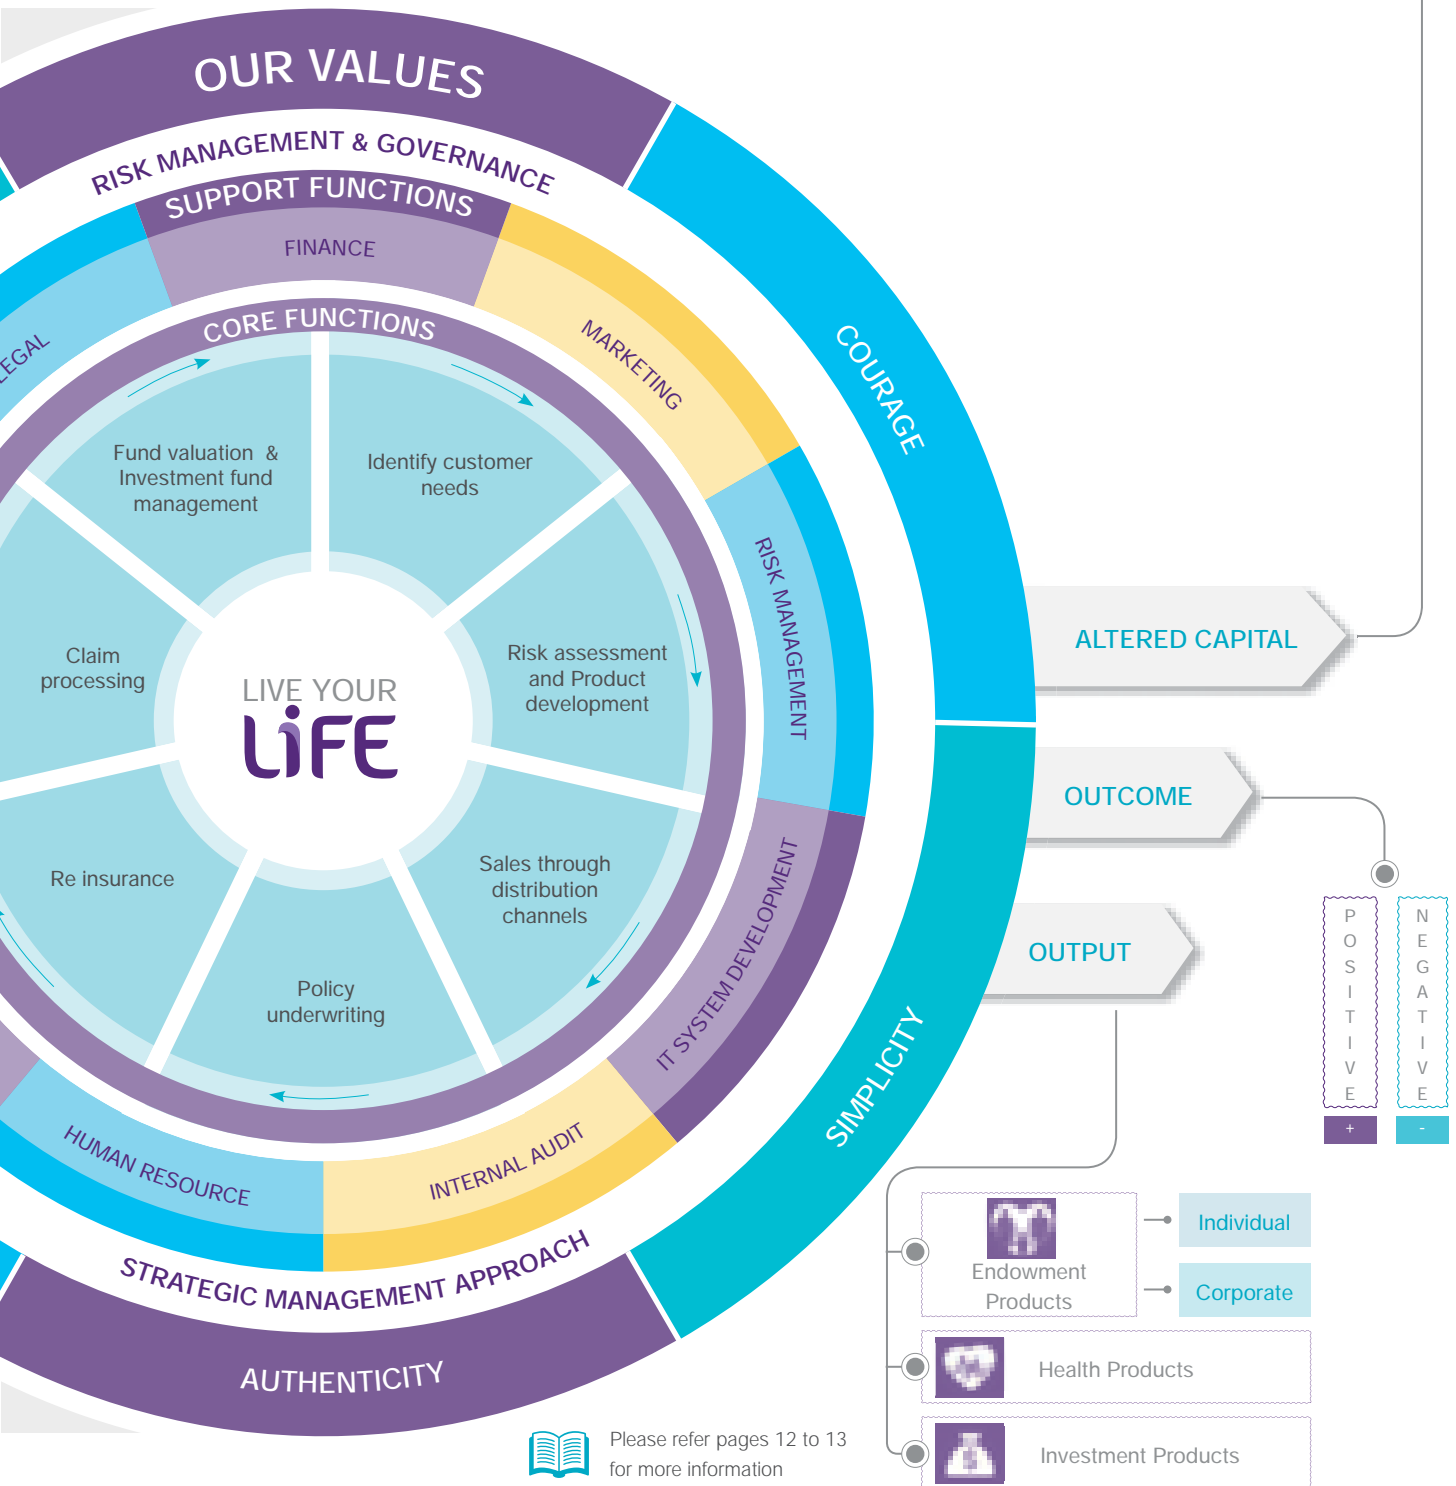 OUR VALUES
RISK MANAGEMENT & GOVERNANCE
SUPPORT FUNCTIONS
FINANCE
MARKETING
COURAGE
CORE FUNCTIONS
Fund valuation &
Investment fund
management
Identify customer
needs
RISK MANAGEMENT
Claim
processing
LIVE YOUR
LiFE
Risk assessment
and Product
development
ALTERED CAPITAL
OUTCOME
Re insurance
Sales through
distribution
channels
IT SYSTEM DEVELOPMENT
OUTPUT
POSITIVE
+
NEGATIVE
-
Policy
underwriting
SIMPLICITY
HUMAN RESOURCE
INTERNAL AUDIT
STRATEGIC MANAGEMENT APPROACH
AUTHENTICITY
Endowment
Products
Individual
Corporate
Health Products
Investment Products
Please refer pages 12 to 13
for more information